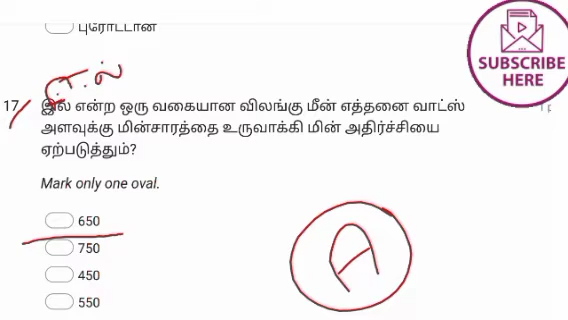 புரோட்டான்
SUBSCRIBE
HERE
ஈ.ல்
17. இல் என்ற ஒரு வகையான விலங்கு மீன் எத்தனை வாட்ஸ்
அளவுக்கு மின்சாரத்தை உருவாக்கி மின் அதிர்ச்சியை
ஏற்படுத்தும்?
Mark only one oval.
650
750
450
550
A